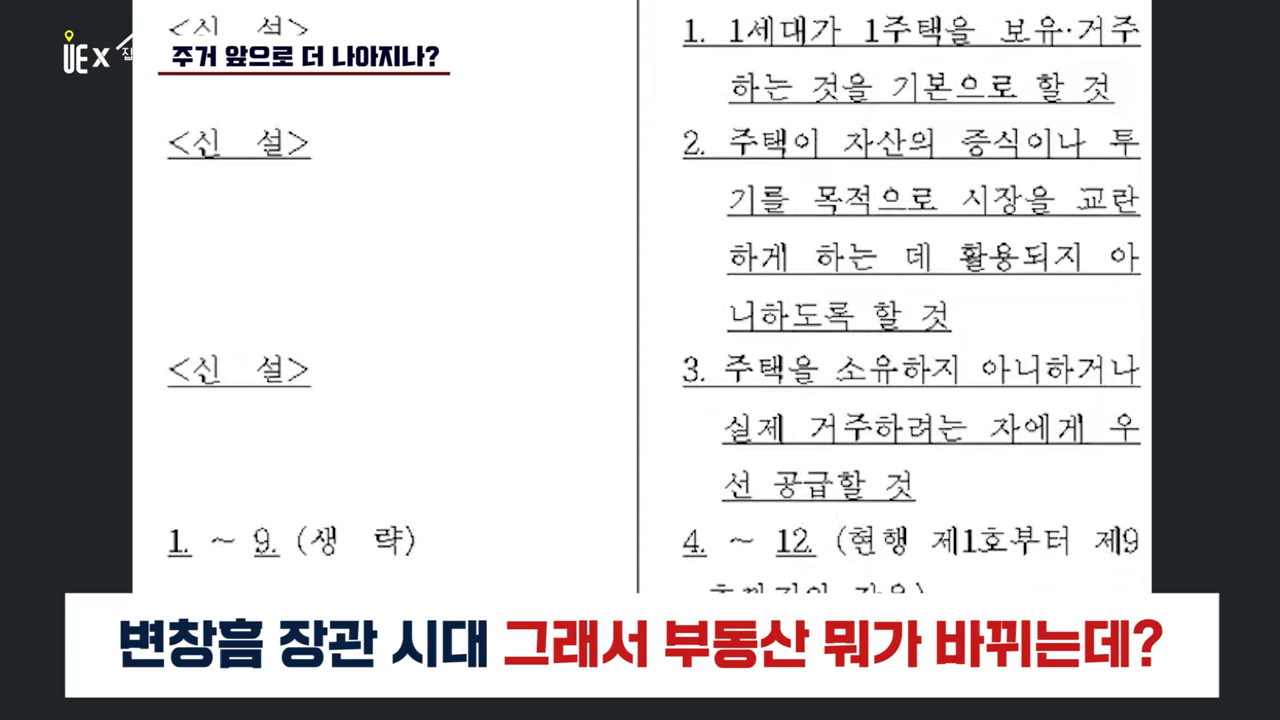 UE x 집
주거 앞으로 더 나아지나?
<신 설>
<신 설>
<신 설>
1. ~ 9. (생 략)
1. 1세대가 1주택을 보유·거주
하는 것을 기본으로 할 것
2. 주택이 자산의 증식이나 투
기를 목적으로 시장을 교란
하게 하는 데 활용되지 아
니하도록 할 것
3. 주택을 소유하지 아니하거나
실제 거주하려는 자에게 우
선 공급할 것
4. ~ 12. (현행 제1호부터 제9
변창흠 장관 시대 그래서 부동산 뭐가 바뀌는데?